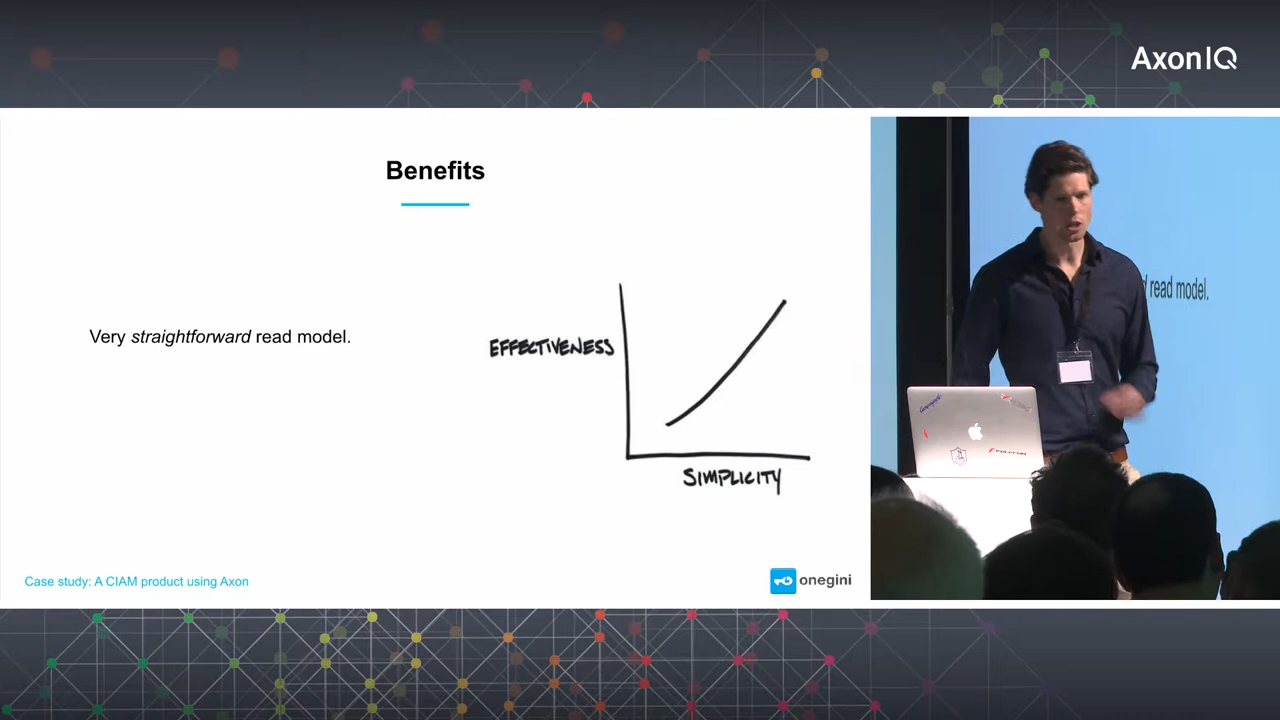 AxonIQ
Benefits
Very straightforward read model.
EFFECTIVENESS
SIMPLICITY
Case study: A CIAM product using Axon
onegini
read model.